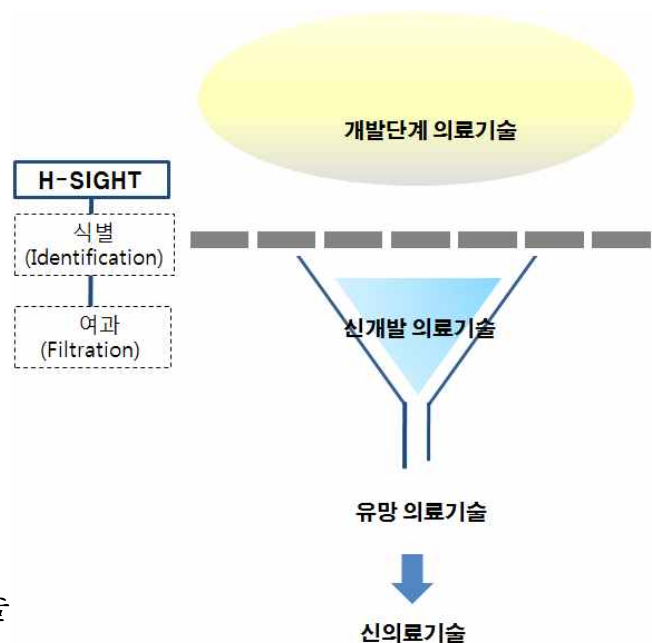 개발단계 의료기술
H-SIGHT
식별
(Identification)
여과
(Filtration)
신개발 의료기술
유망 의료기술
신의료기술